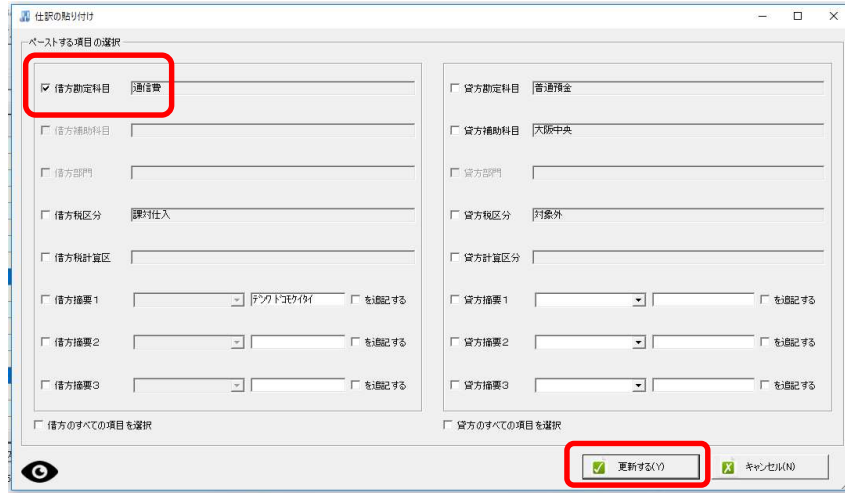 仕訳の貼り付け
ペーストする項目の選択
借方勘定科目 通信費
借方補助科目
借方部門
借方税区分 課対仕入
借方税計算区
借方摘要1 デンワ ドコモケイタイ を追記する
借方摘要2 を追記する
借方摘要3 を追記する
借方のすべての項目を選択
貸方勘定科目 普通預金
貸方補助科目 大阪中央
貸方部門
貸方税区分 対象外
貸方計算区分
貸方摘要1 を追記する
貸方摘要2 を追記する
貸方摘要3 を追記する
貸方のすべての項目を選択
更新する(Y)
キャンセル(N)